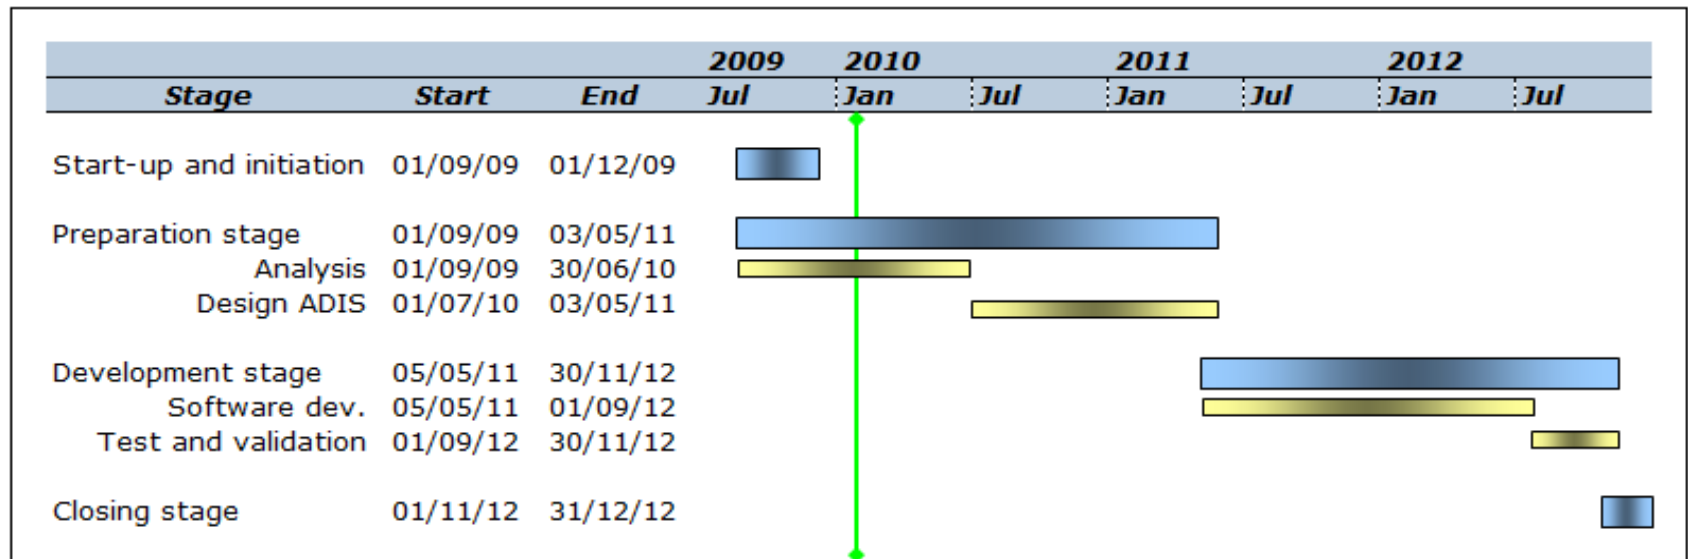 2009 2010 2011 2012
Stage Start End Jul Jan Jul Jan Jul Jan Jul
Start-up and initiation 01/09/09 01/12/09
Preparation stage 01/09/09 03/05/11
Analysis 01/09/09 30/06/10
Design ADIS 01/07/10 03/05/11
Development stage 05/05/11 30/11/12
Software dev. 05/05/11 01/09/12
Test and validation 01/09/12 30/11/12
Closing stage 01/11/12 31/12/12